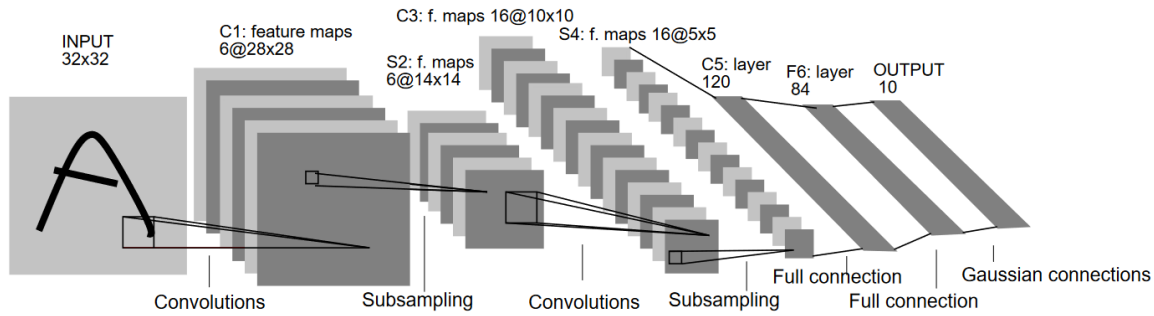 INPUT
32x32
C1: feature maps
6@28x28
S2: f. maps
6@14x14
C3: f. maps 16@10x10
S4: f. maps 16@5x5
C5: layer
120
F6: layer
84
OUTPUT
10
Convolutions
Subsampling
Convolutions
Subsampling
Full connection
Full connection
Gaussian connections